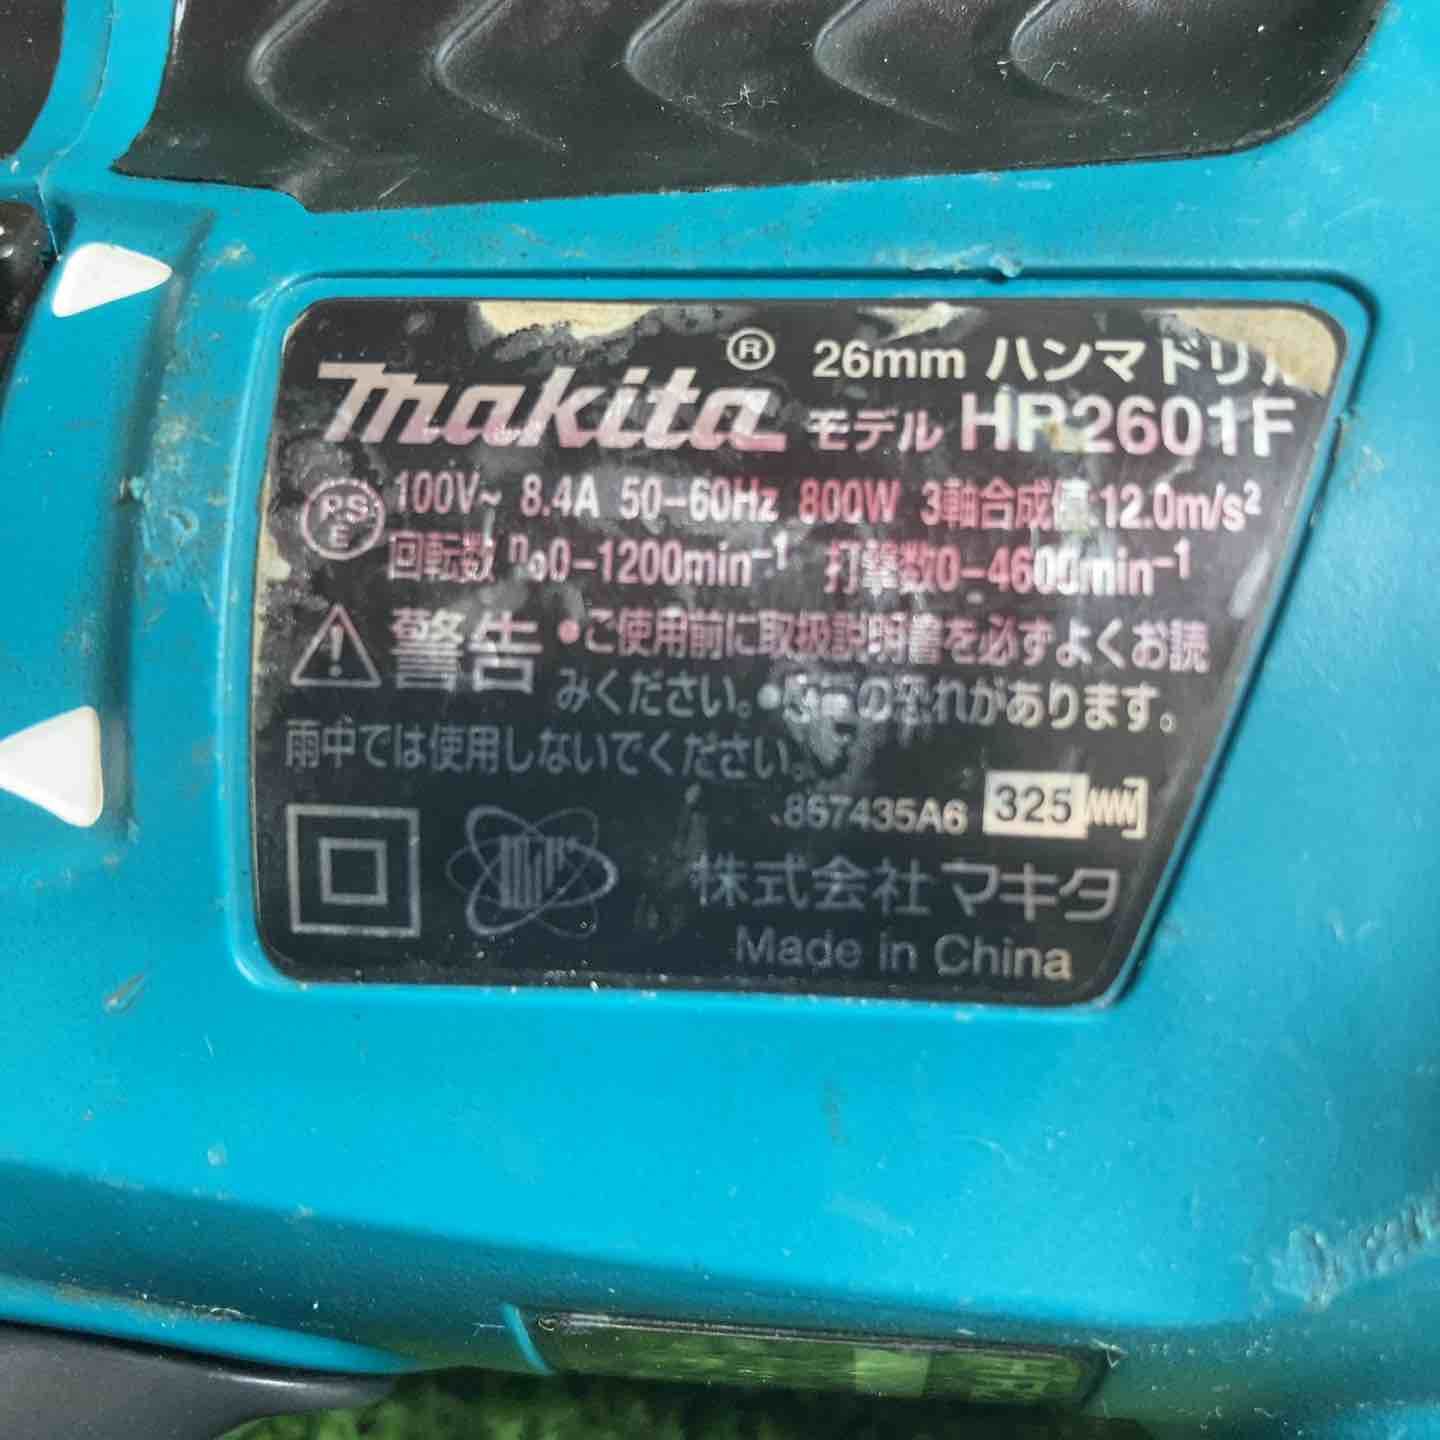 makita®
26mm ハンマドリル
モデル HR2601F
PS
E
100V~ 8.4A 50-60Hz 800W 3軸合成値 12.0m/s²
回転数 n₀0-1200min⁻¹ 打撃数0-4600min⁻¹
警告 •ご使用前に取扱説明書を必ずよくお読
みください。•の恐れがあります。
雨中では使用しないでください。
867435A6 325
株式会社マキタ
Made in China